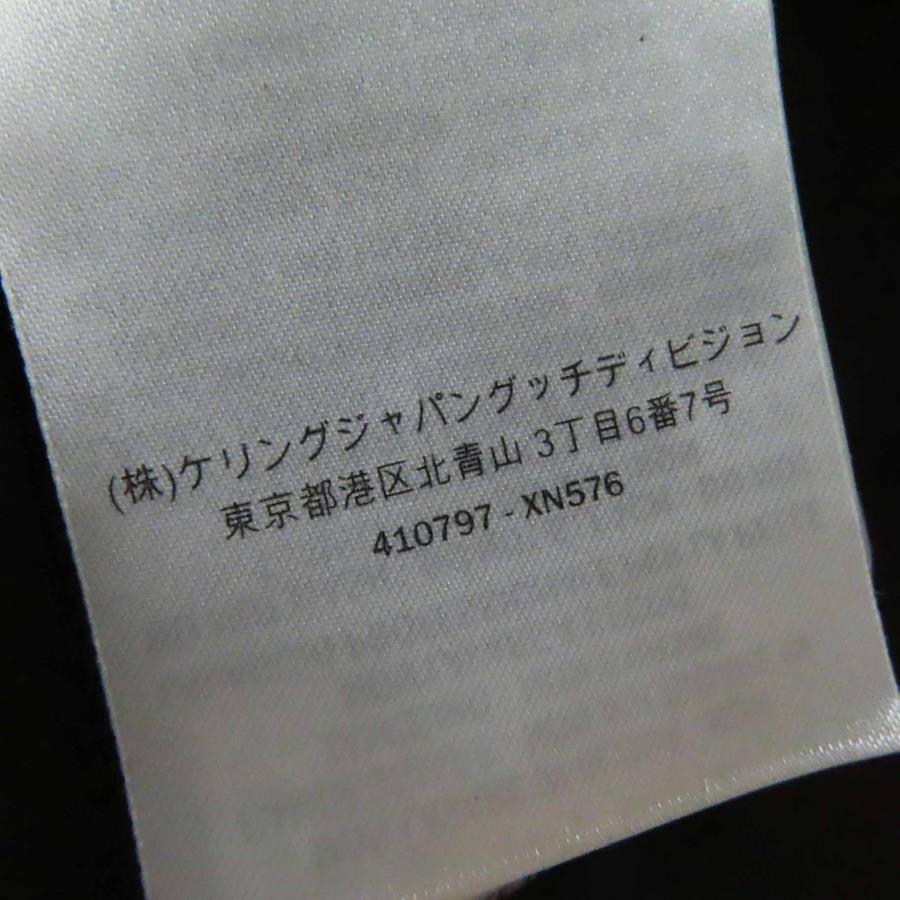 (株)ケリングジャパングッチディビジョン
東京都港区北青山 3丁目6番7号
410797 - XN576